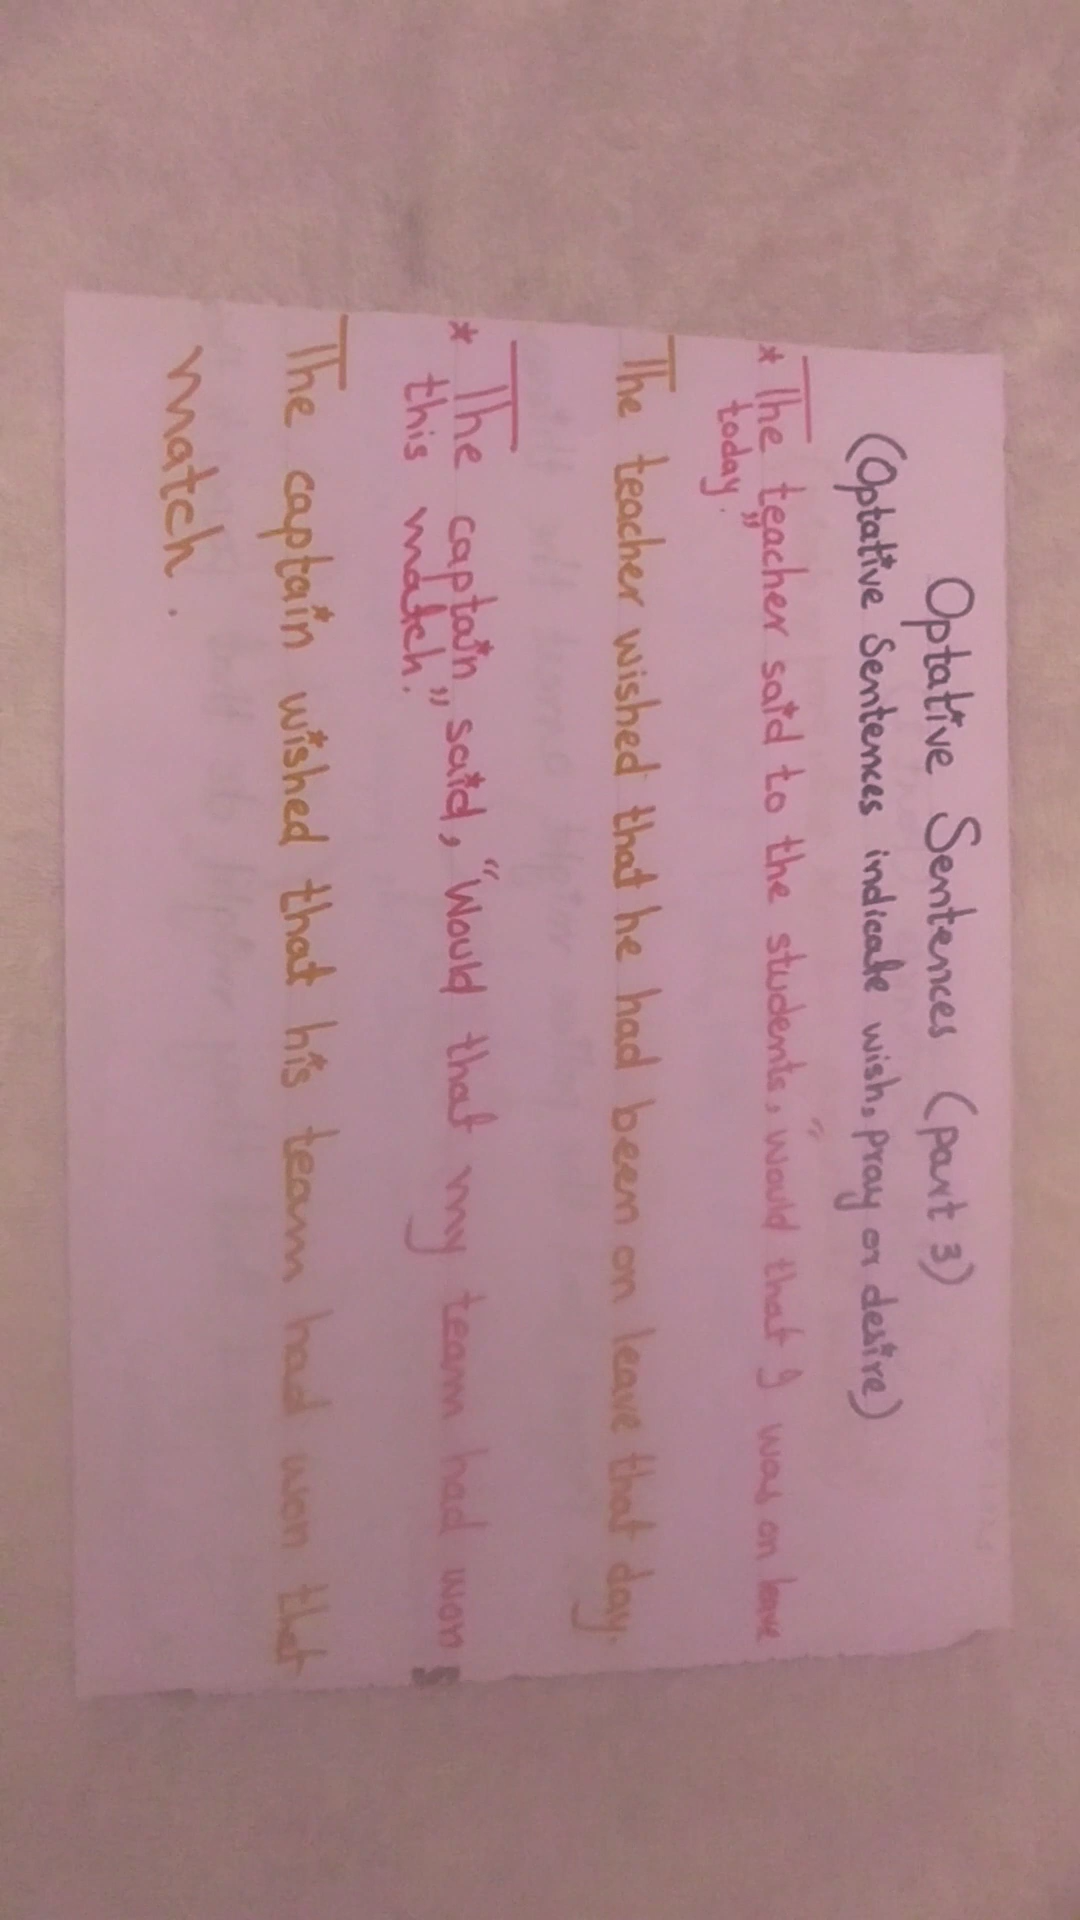 Optative Sentences (part 3)
(Optative Sentences indicate wish, pray or desire)
* The teacher said to the students, "would that I was on leave
today."
The teacher wished that he had been on leave that day.
* The captain said, "Would that my team had won
this match."
The captain wished that his team had won that
match.